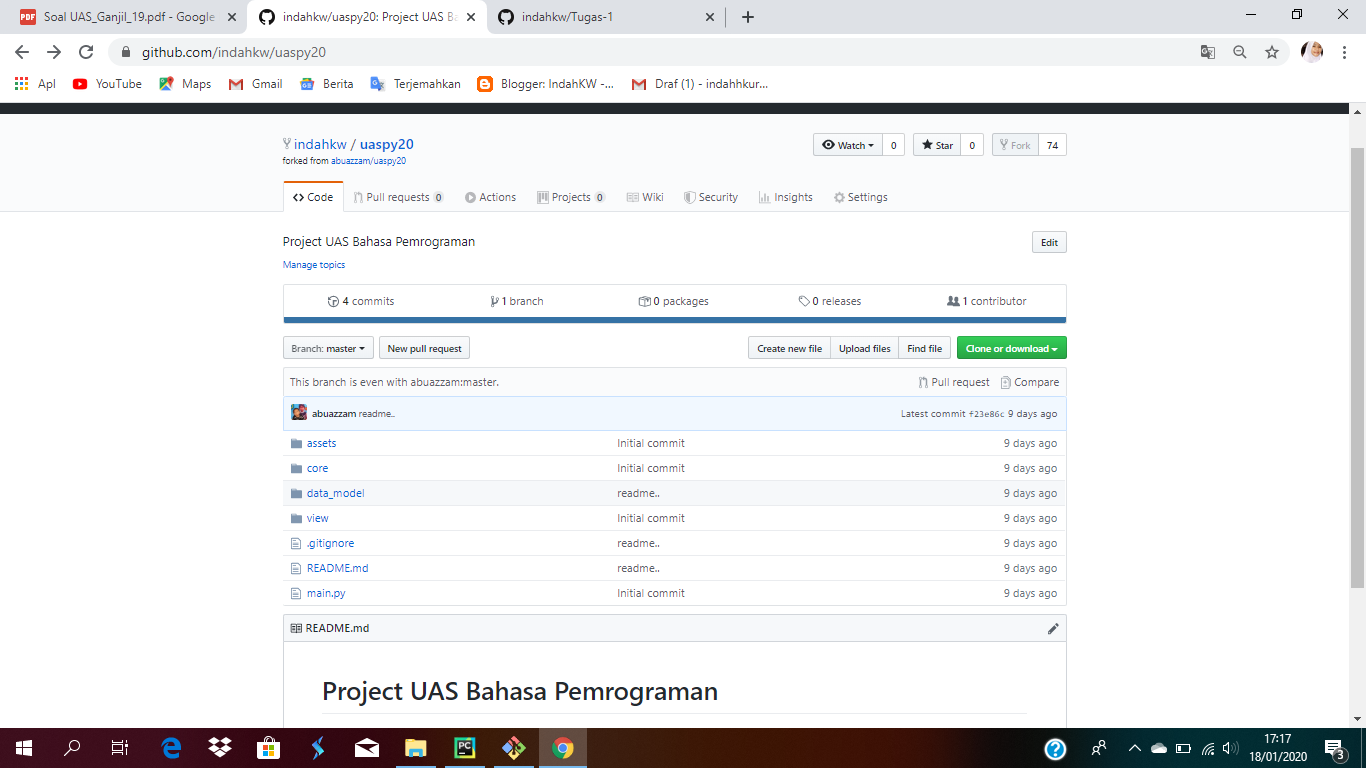 Soal UAS_Ganjil_19.pdf - Google
indahkw/uaspy20: Project UAS Ba
indahkw/Tugas-1
github.com/indahkw/uaspy20
Apl YouTube Maps Gmail Berita Terjemahkan Blogger: IndahKW -... Draf (1) - indahhkur...
indahkw / uaspy20
Watch 0 Star 0 Fork 74
forked from abuazzam/uaspy20
Code Pull requests 0 Actions Projects 0 Wiki Security Insights Settings
Project UAS Bahasa Pemrograman Edit
Manage topics
4 commits 1 branch 0 packages 0 releases 1 contributor
Branch: master New pull request Create new file Upload files Find file Clone or download
This branch is even with abuazzam:master. Pull request Compare
abuazzam readme.. Latest commit f23e86c 9 days ago
assets Initial commit 9 days ago
core Initial commit 9 days ago
data_model readme.. 9 days ago
view Initial commit 9 days ago
.gitignore readme.. 9 days ago
README.md readme.. 9 days ago
main.py Initial commit 9 days ago
README.md
Project UAS Bahasa Pemrograman
PC
17:17
18/01/2020
3